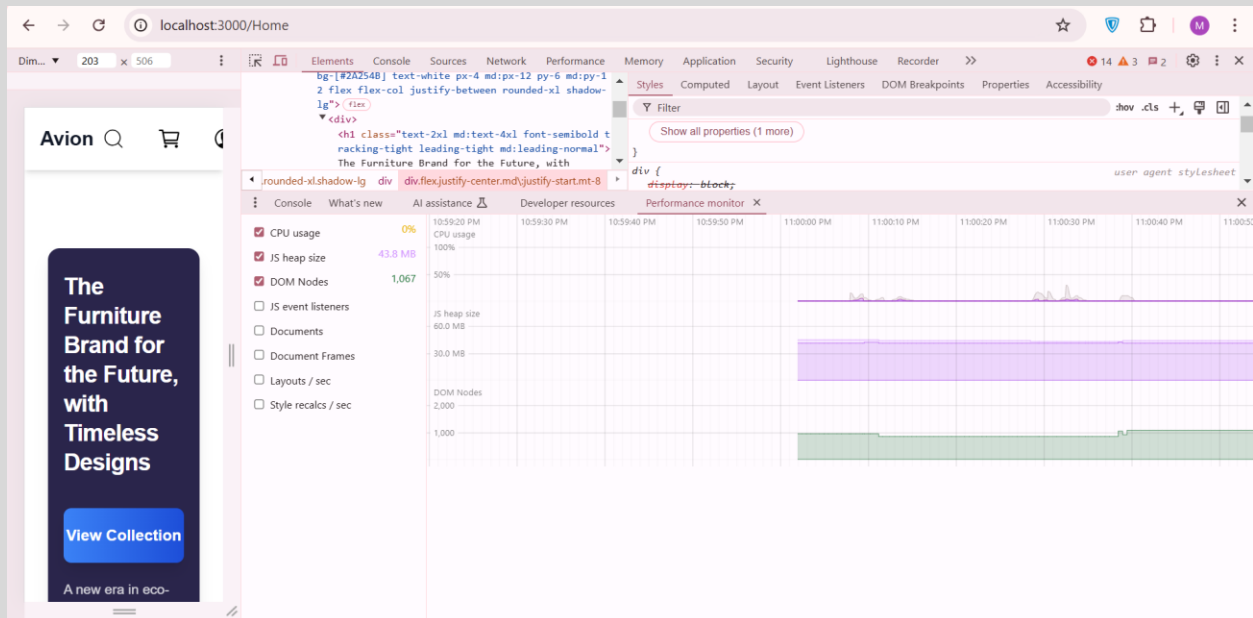 localhost:3000/Home
M
Dim... ▼ 203 x 506
Elements Console Sources Network Performance Memory Application Security Lighthouse Recorder >> 14 3 2
bg-[#2A254B] text-white px-4 md:px-12 py-6 md:py-1
2 flex flex-col justify-between rounded-xl shadow-
lg"> flex
▼<div>
<h1 class="text-2xl md:text-4xl font-semibold t
racking-tight leading-tight md:leading-normal">
The Furniture Brand for the Future, with
.rounded-xl.shadow-lg div div.flex.justify-center.md\:justify-start.mt-8
Styles Computed Layout Event Listeners DOM Breakpoints Properties Accessibility
Filter :hov .cls
Show all properties (1 more)
}
div { user agent stylesheet
display: block;
Console What's new AI assistance Developer resources Performance monitor ×
CPU usage 0%
JS heap size 43.8 MB
DOM Nodes 1,067
JS event listeners
Documents
Document Frames
Layouts / sec
Style recalcs / sec
10:59:20 PM 10:59:30 PM 10:59:40 PM 10:59:50 PM 11:00:00 PM 11:00:10 PM 11:00:20 PM 11:00:30 PM 11:00:40 PM 11:00:5
CPU usage
100%
50%
JS heap size
60.0 MB
30.0 MB
DOM Nodes
2,000
1,000
Avion
The
Furniture
Brand for
the Future,
with
Timeless
Designs
View Collection
A new era in eco-